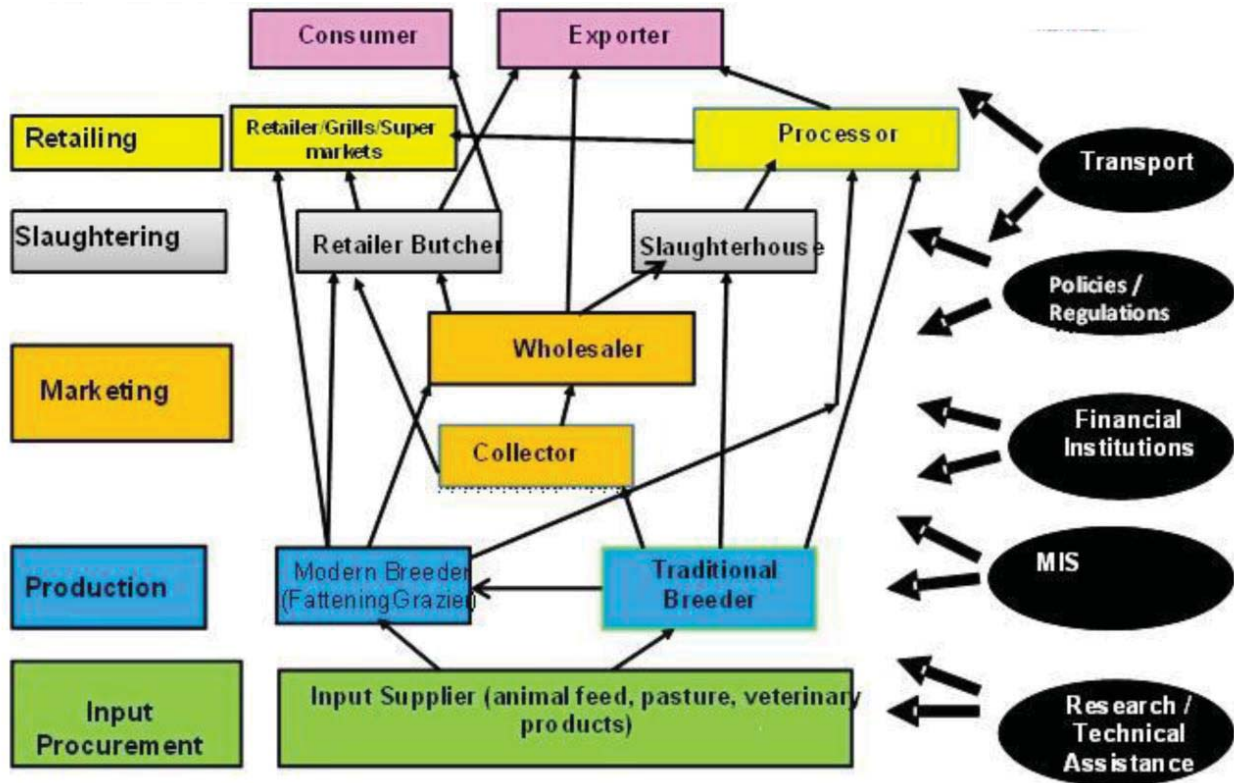 Consumer
Exporter
Retailing
Retailer/Grills/Super
markets
Processor
Transport
Slaughtering
Retailer Butcher
Slaughterhouse
Policies /
Regulations
Marketing
Wholesaler
Financial
Institutions
Collector
Production
Modern Breeder
(FatteningGrazier)
Traditional
Breeder
MIS
Input
Procurement
Input Supplier (animal feed, pasture, veterinary
products)
Research /
Technical
Assistance